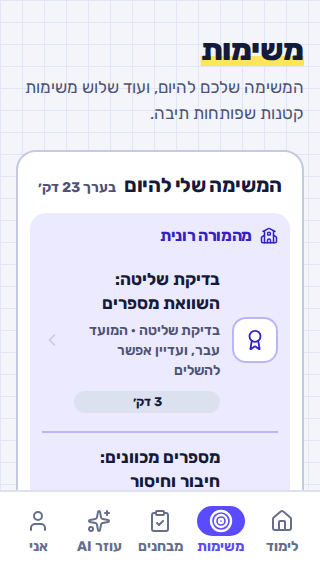 משימות
המשימה שלכם להיום, ועוד שלוש משימות
קטנות שפותחות תיבה.
המשימה שלי להיום בערך 23 דק׳
מהמורה רונית
בדיקת שליטה:
השוואת מספרים
בדיקת שליטה • המועד
עבר, ועדיין אפשר
להשלים
3 דק׳
מספרים מכוונים:
חיבור וחיסור
לימוד משימות מבחנים עוזר AI אני